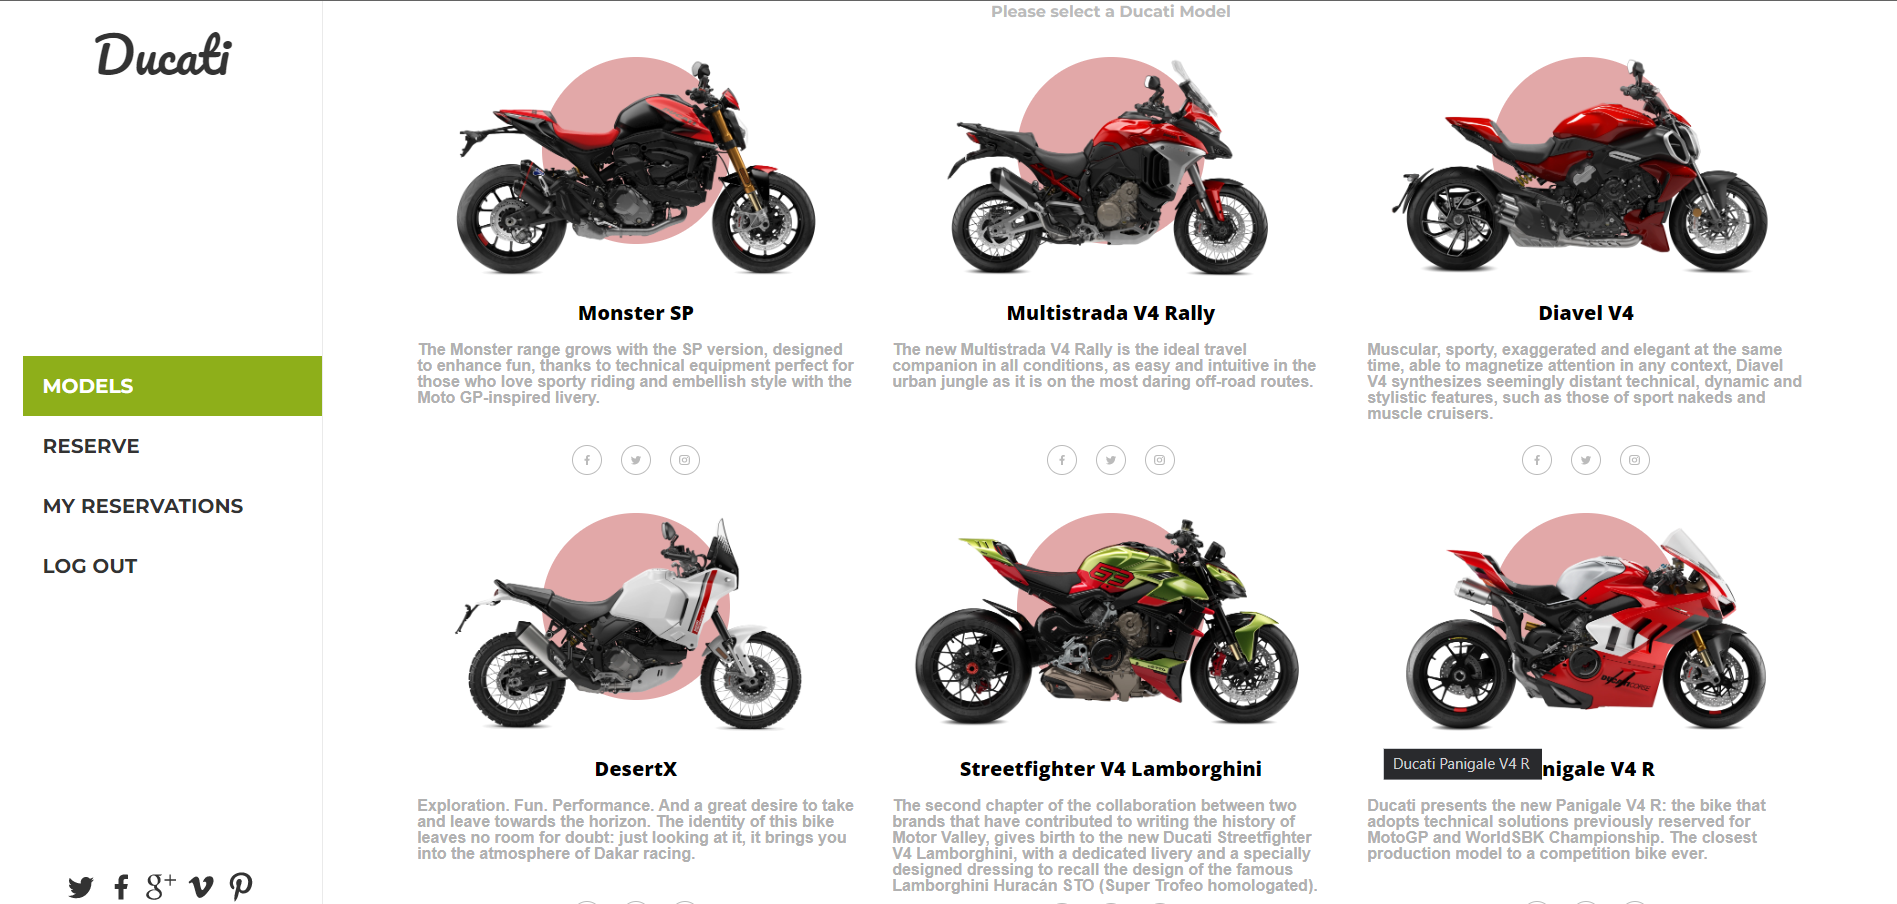 Please select a Ducati Model
Ducati
Monster SP
The Monster range grows with the SP version, designed
to enhance fun, thanks to technical equipment perfect for
those who love sporty riding and embellish style with the
Moto GP-inspired livery.
Multistrada V4 Rally
The new Multistrada V4 Rally is the ideal travel
companion in all conditions, as easy and intuitive in the
urban jungle as it is on the most daring off-road routes.
Diavel V4
Muscular, sporty, exaggerated and elegant at the same
time, able to magnetize attention in any context, Diavel
V4 synthesizes seemingly distant technical, dynamic and
stylistic features, such as those of sport nakeds and
muscle cruisers.
MODELS
RESERVE
MY RESERVATIONS
LOG OUT
63
DesertX
Exploration. Fun. Performance. And a great desire to take
and leave towards the horizon. The identity of this bike
leaves no room for doubt: just looking at it, it brings you
into the atmosphere of Dakar racing.
Streetfighter V4 Lamborghini
The second chapter of the collaboration between two
brands that have contributed to writing the history of
Motor Valley, gives birth to the new Ducati Streetfighter
V4 Lamborghini, with a dedicated livery and a specially
designed dressing to recall the design of the famous
Lamborghini Huracán STO (Super Trofeo homologated).
Ducati Panigale V4 R
nigale V4 R
Ducati presents the new Panigale V4 R: the bike that
adopts technical solutions previously reserved for
MotoGP and WorldSBK Championship. The closest
production model to a competition bike ever.